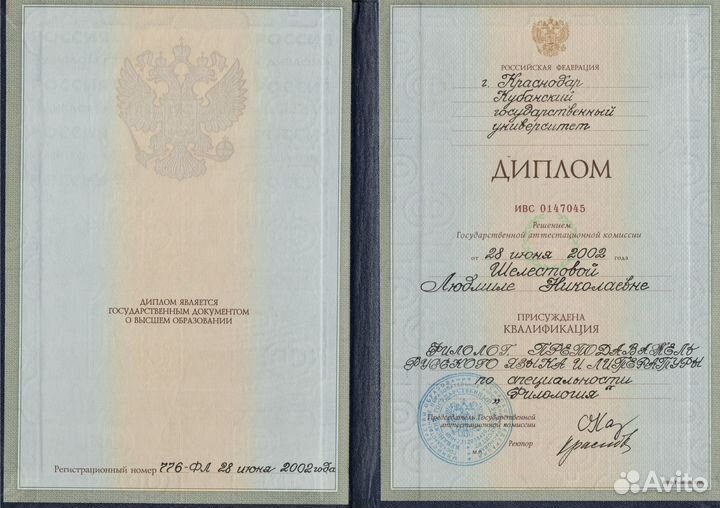 ДИПЛОМ ЯВЛЯЕТСЯ
ГОСУДАРСТВЕННЫМ ДОКУМЕНТОМ
О ВЫСШЕМ ОБРАЗОВАНИИ
Регистрационный номер 776-ФЛ 28 июня 2002 года
РОССИЙСКАЯ ФЕДЕРАЦИЯ
г. Краснодар
Кубанский
государственный
университет
ДИПЛОМ
ИВС 0147045
Решением
Государственной аттестационной комиссии
от 28 июня 2002 года
Шелестовой
Людмиле Николаевне
ПРИСУЖДЕНА
КВАЛИФИКАЦИЯ
ФИЛОЛОГ. ПРЕПОДАВАТЕЛЬ
РУССКОГО ЯЗЫКА И ЛИТЕРАТУРЫ
по специальности
„Филология"
Председатель Государственной
аттестационной комиссии
Ректор
М.П.
Avito